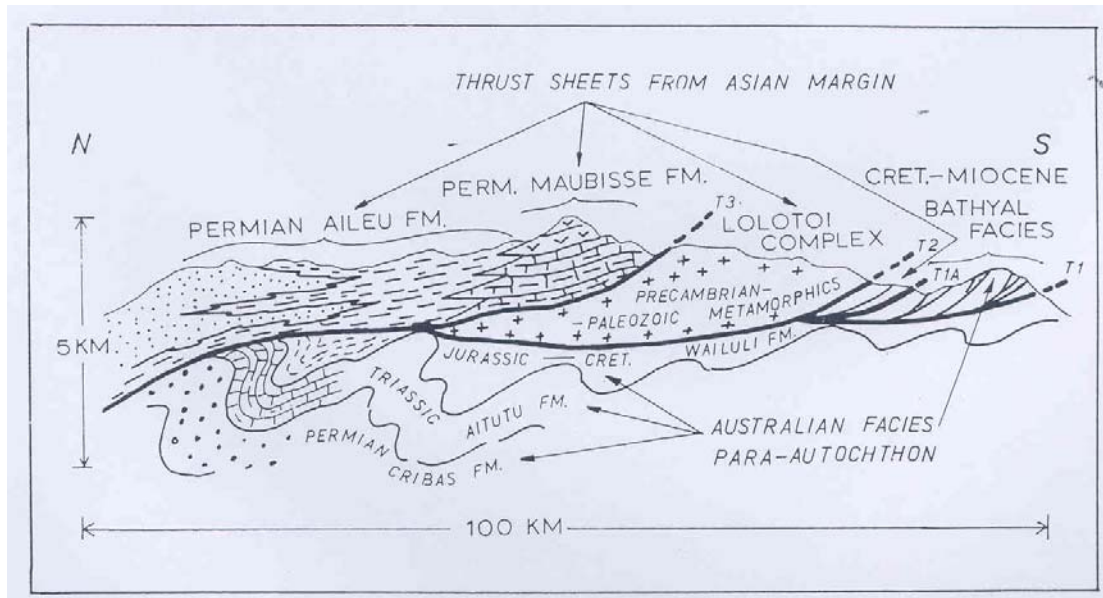 THRUST SHEETS FROM ASIAN MARGIN
N
S
PERM. MAUBISSE FM.
CRET.-MIOCENE
BATHYAL
FACIES
PERMIAN AILEU FM.
T3.
LOLOTOI
COMPLEX
T2
T1A
T1
PRECAMBRIAN-
METAMORPHICS
-PALEOZOIC
5 KM.
JURASSIC — CRET.
WAILULI FM.
TRIASSIC
AITUTU FM.
PERMIAN
CRIBAS FM.
AUSTRALIAN FACIES
PARA-AUTOCHTHON
100 KM